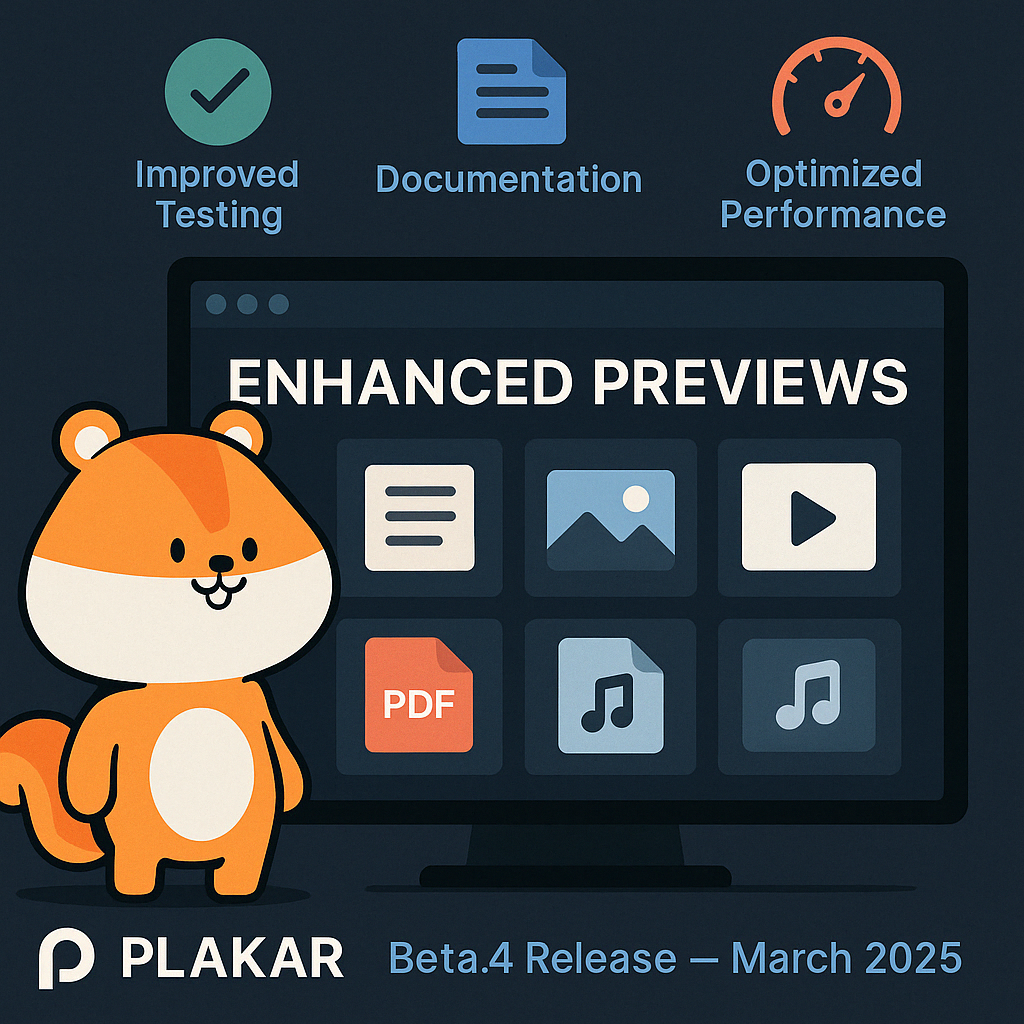 Improved
Testing
Documentation
Optimized
Performance
ENHANCED PREVIEWS
PDF
PLAKAR
Beta.4 Release — March 2025